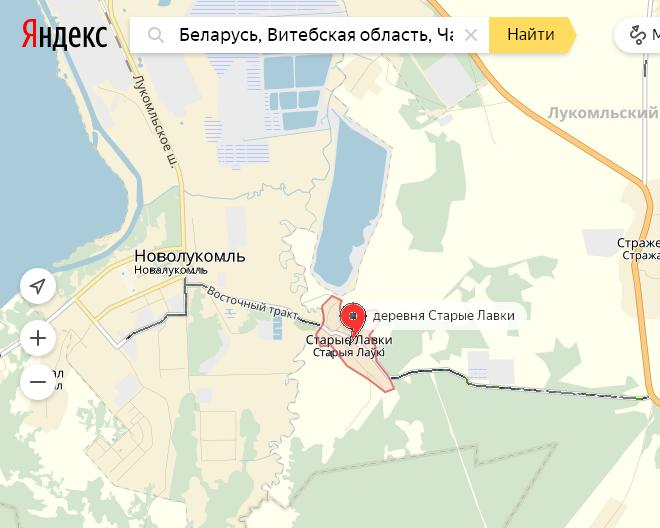 Яндекс
Беларусь, Витебская область, Ча
Найти
М
Лукомльское ш.
Лукомльский
Страже
Стража
Новолукомль
Новалукомль
Восточный тракт
деревня Старые Лавки
Старые Лавки
Старыя Лаўкі
ал
л